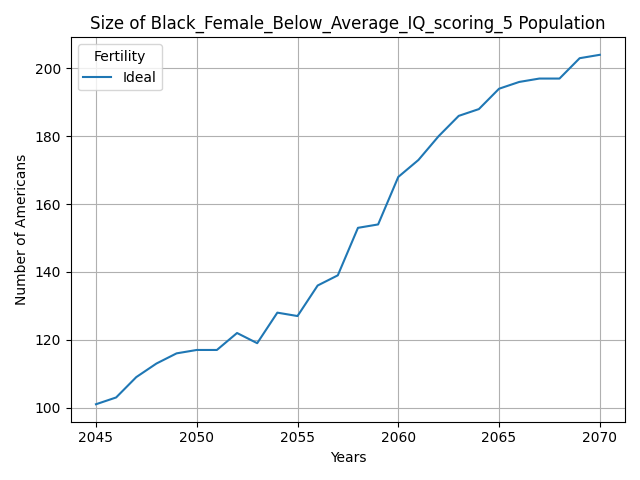 Size of Black_Female_Below_Average_IQ_scoring_5 Population
Fertility
Ideal
Number of Americans
200
180
160
140
120
100
2045 2050 2055 2060 2065 2070
Years